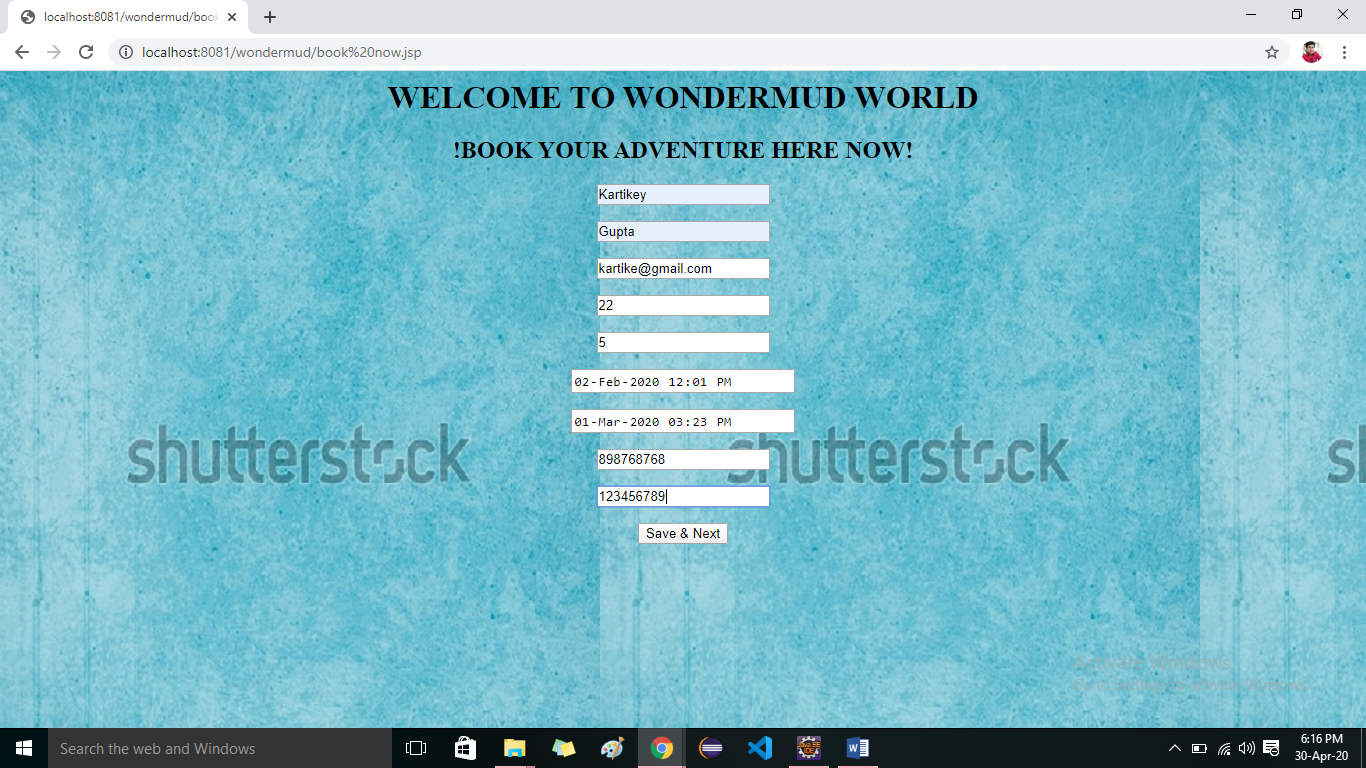 localhost:8081/wondermud/book
localhost:8081/wondermud/book%20now.jsp
WELCOME TO WONDERMUD WORLD
!BOOK YOUR ADVENTURE HERE NOW!
Kartikey
Gupta
kartike@gmail.com
22
5
02-Feb-2020 12:01 PM
01-Mar-2020 03:23 PM
shutterstock shutterstock s
898768768
123456789
Save & Next
Activate Windows
Search the web and Windows
Java EE
IDE
6:16 PM
30-Apr-20